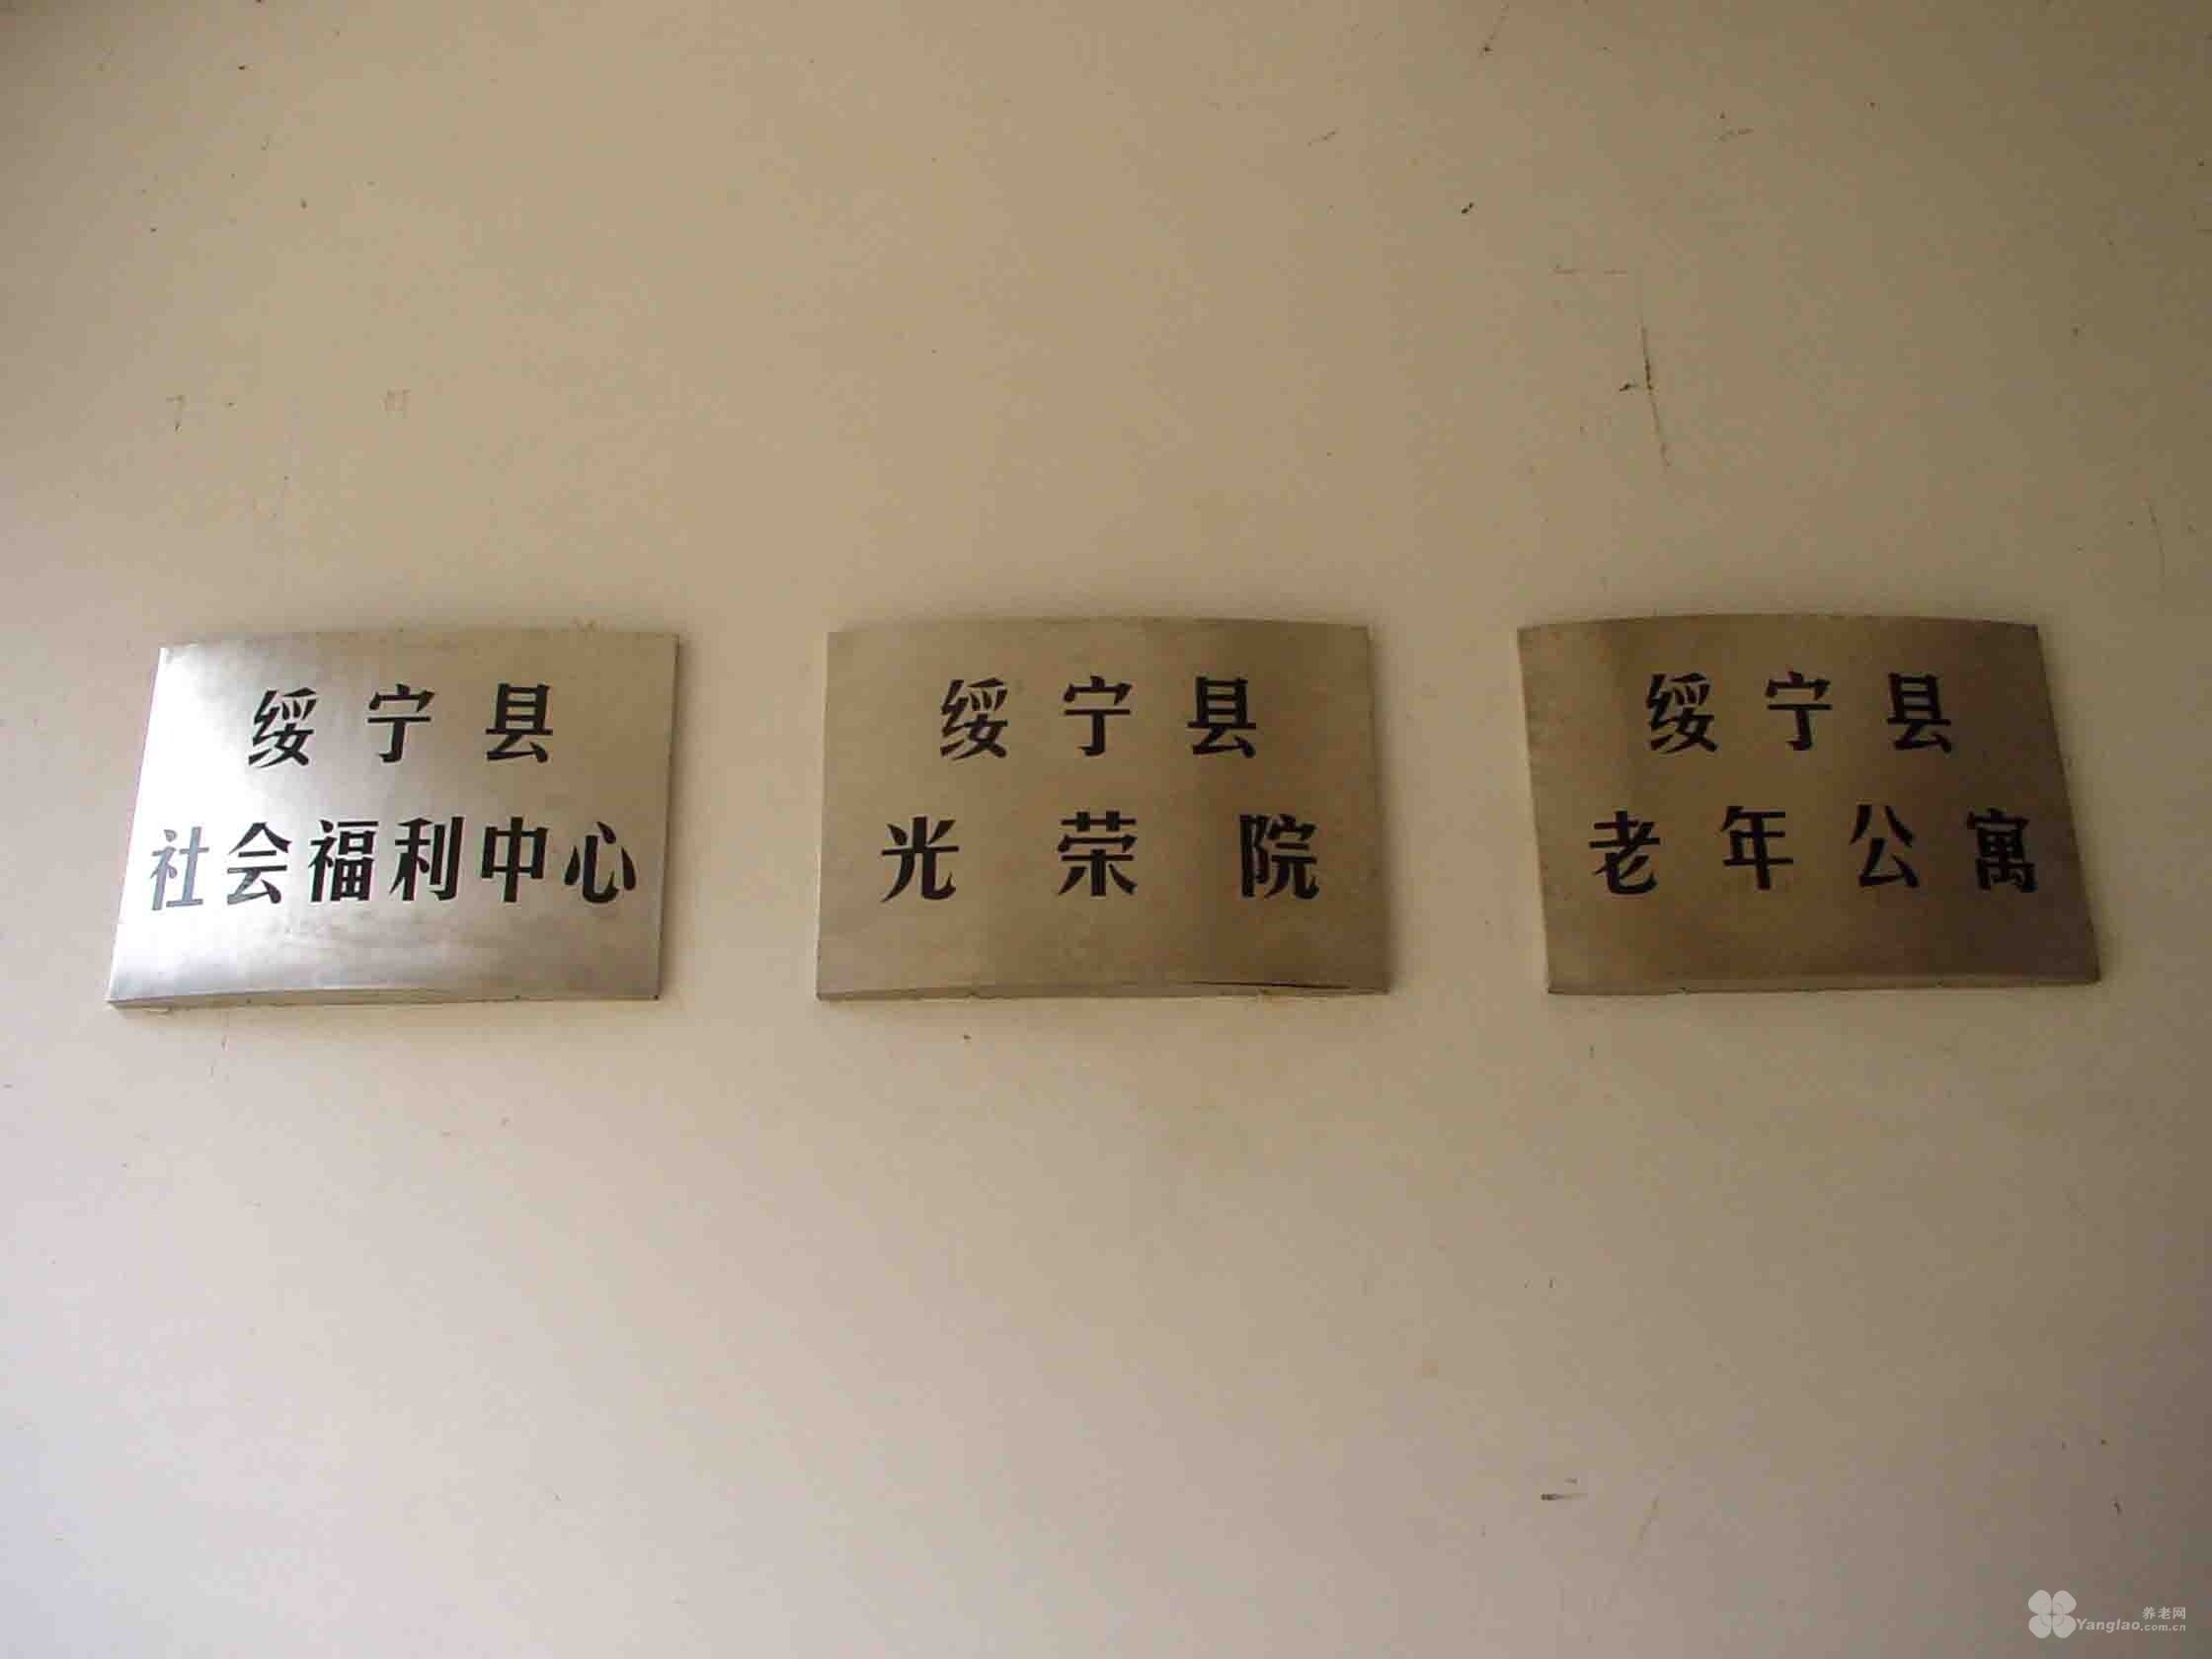 绥宁县
社会福利中心
绥宁县
光荣院
绥宁县
老年公寓
养老网
Yanglao.com.cn